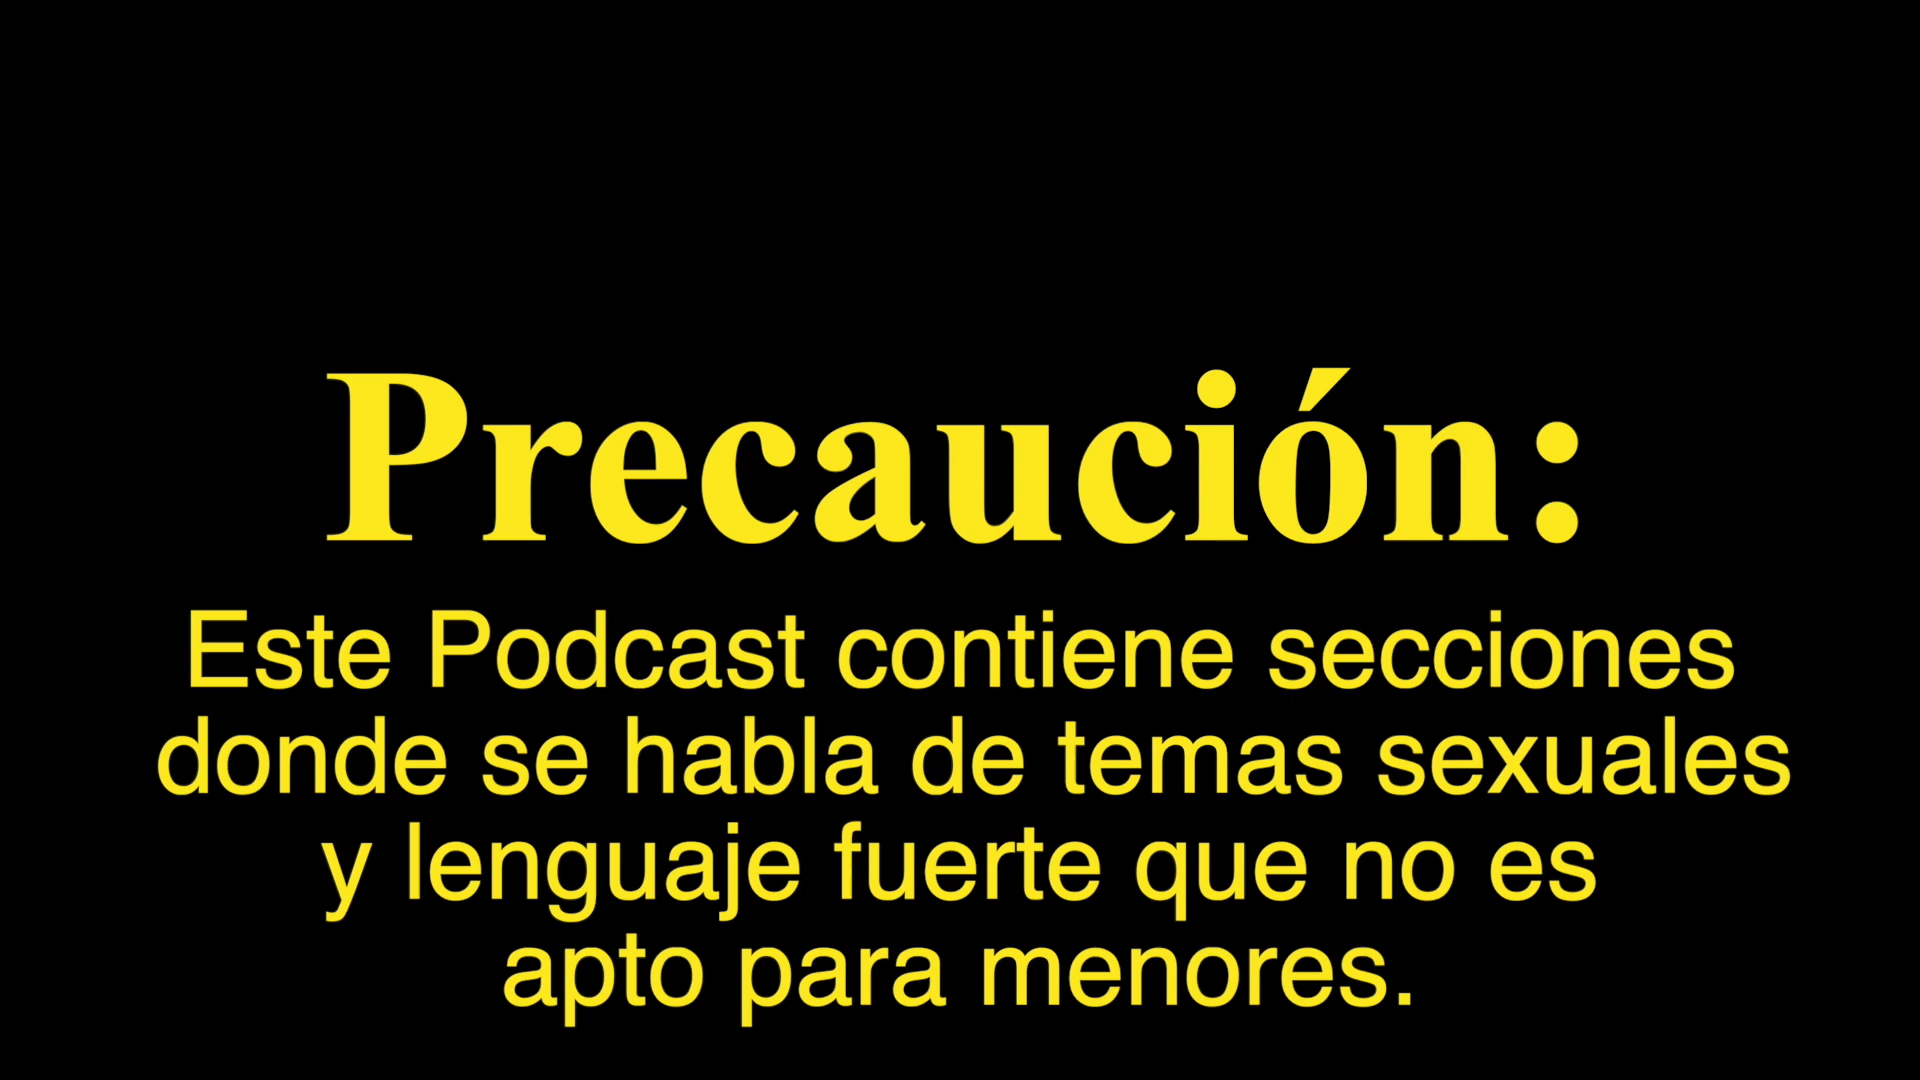 Precaución:
Este Podcast contiene secciones
donde se habla de temas sexuales
y lenguaje fuerte que no es
apto para menores.